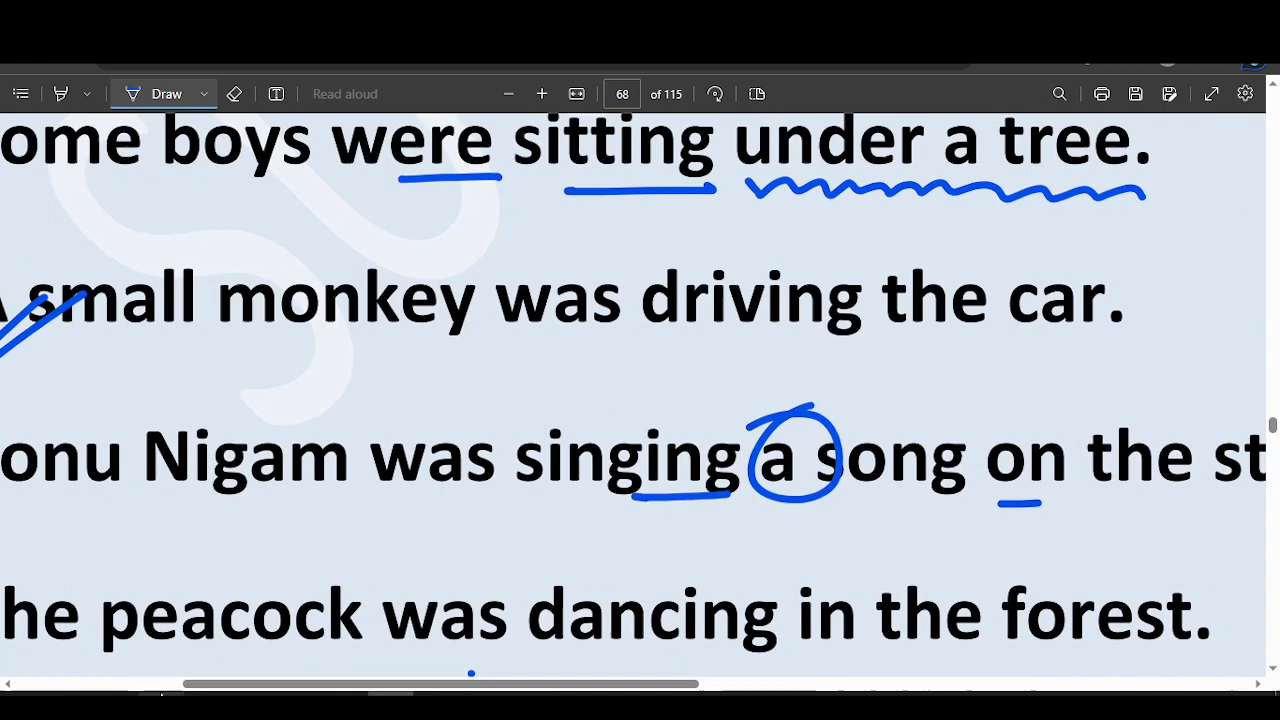 Draw
Read aloud
68 of 115
ome boys were sitting under a tree.
small monkey was driving the car.
onu Nigam was singing a song on the st
he peacock was dancing in the forest.